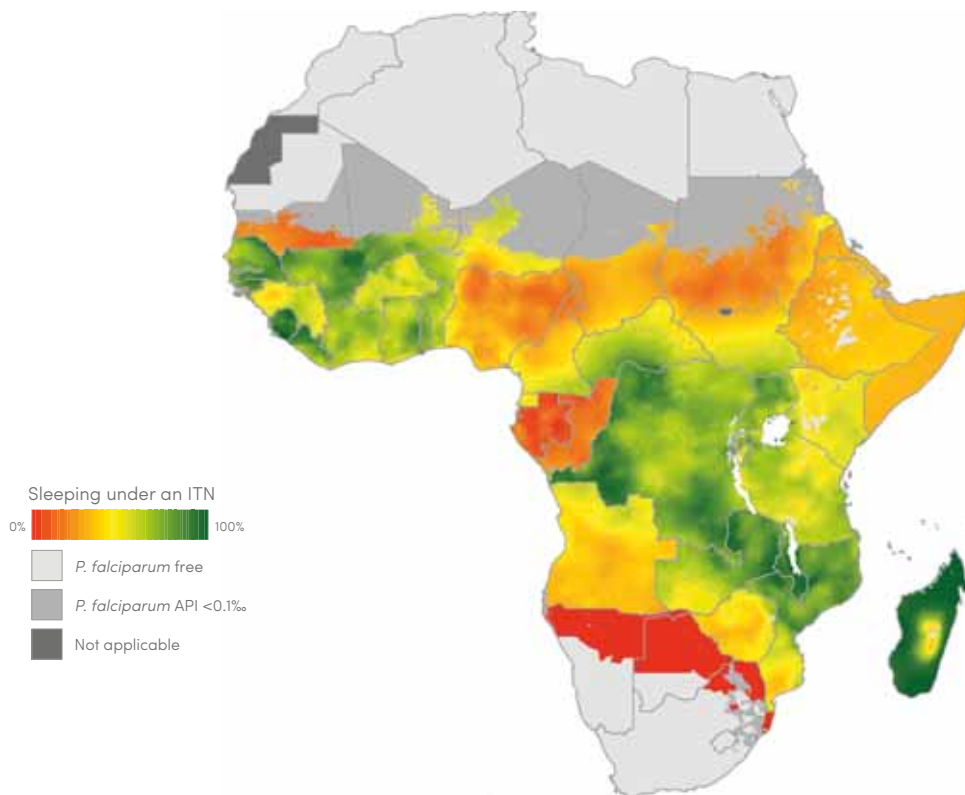 Sleeping under an ITN
0% 100%
P. falciparum free
P. falciparum API <0.1‰
Not applicable